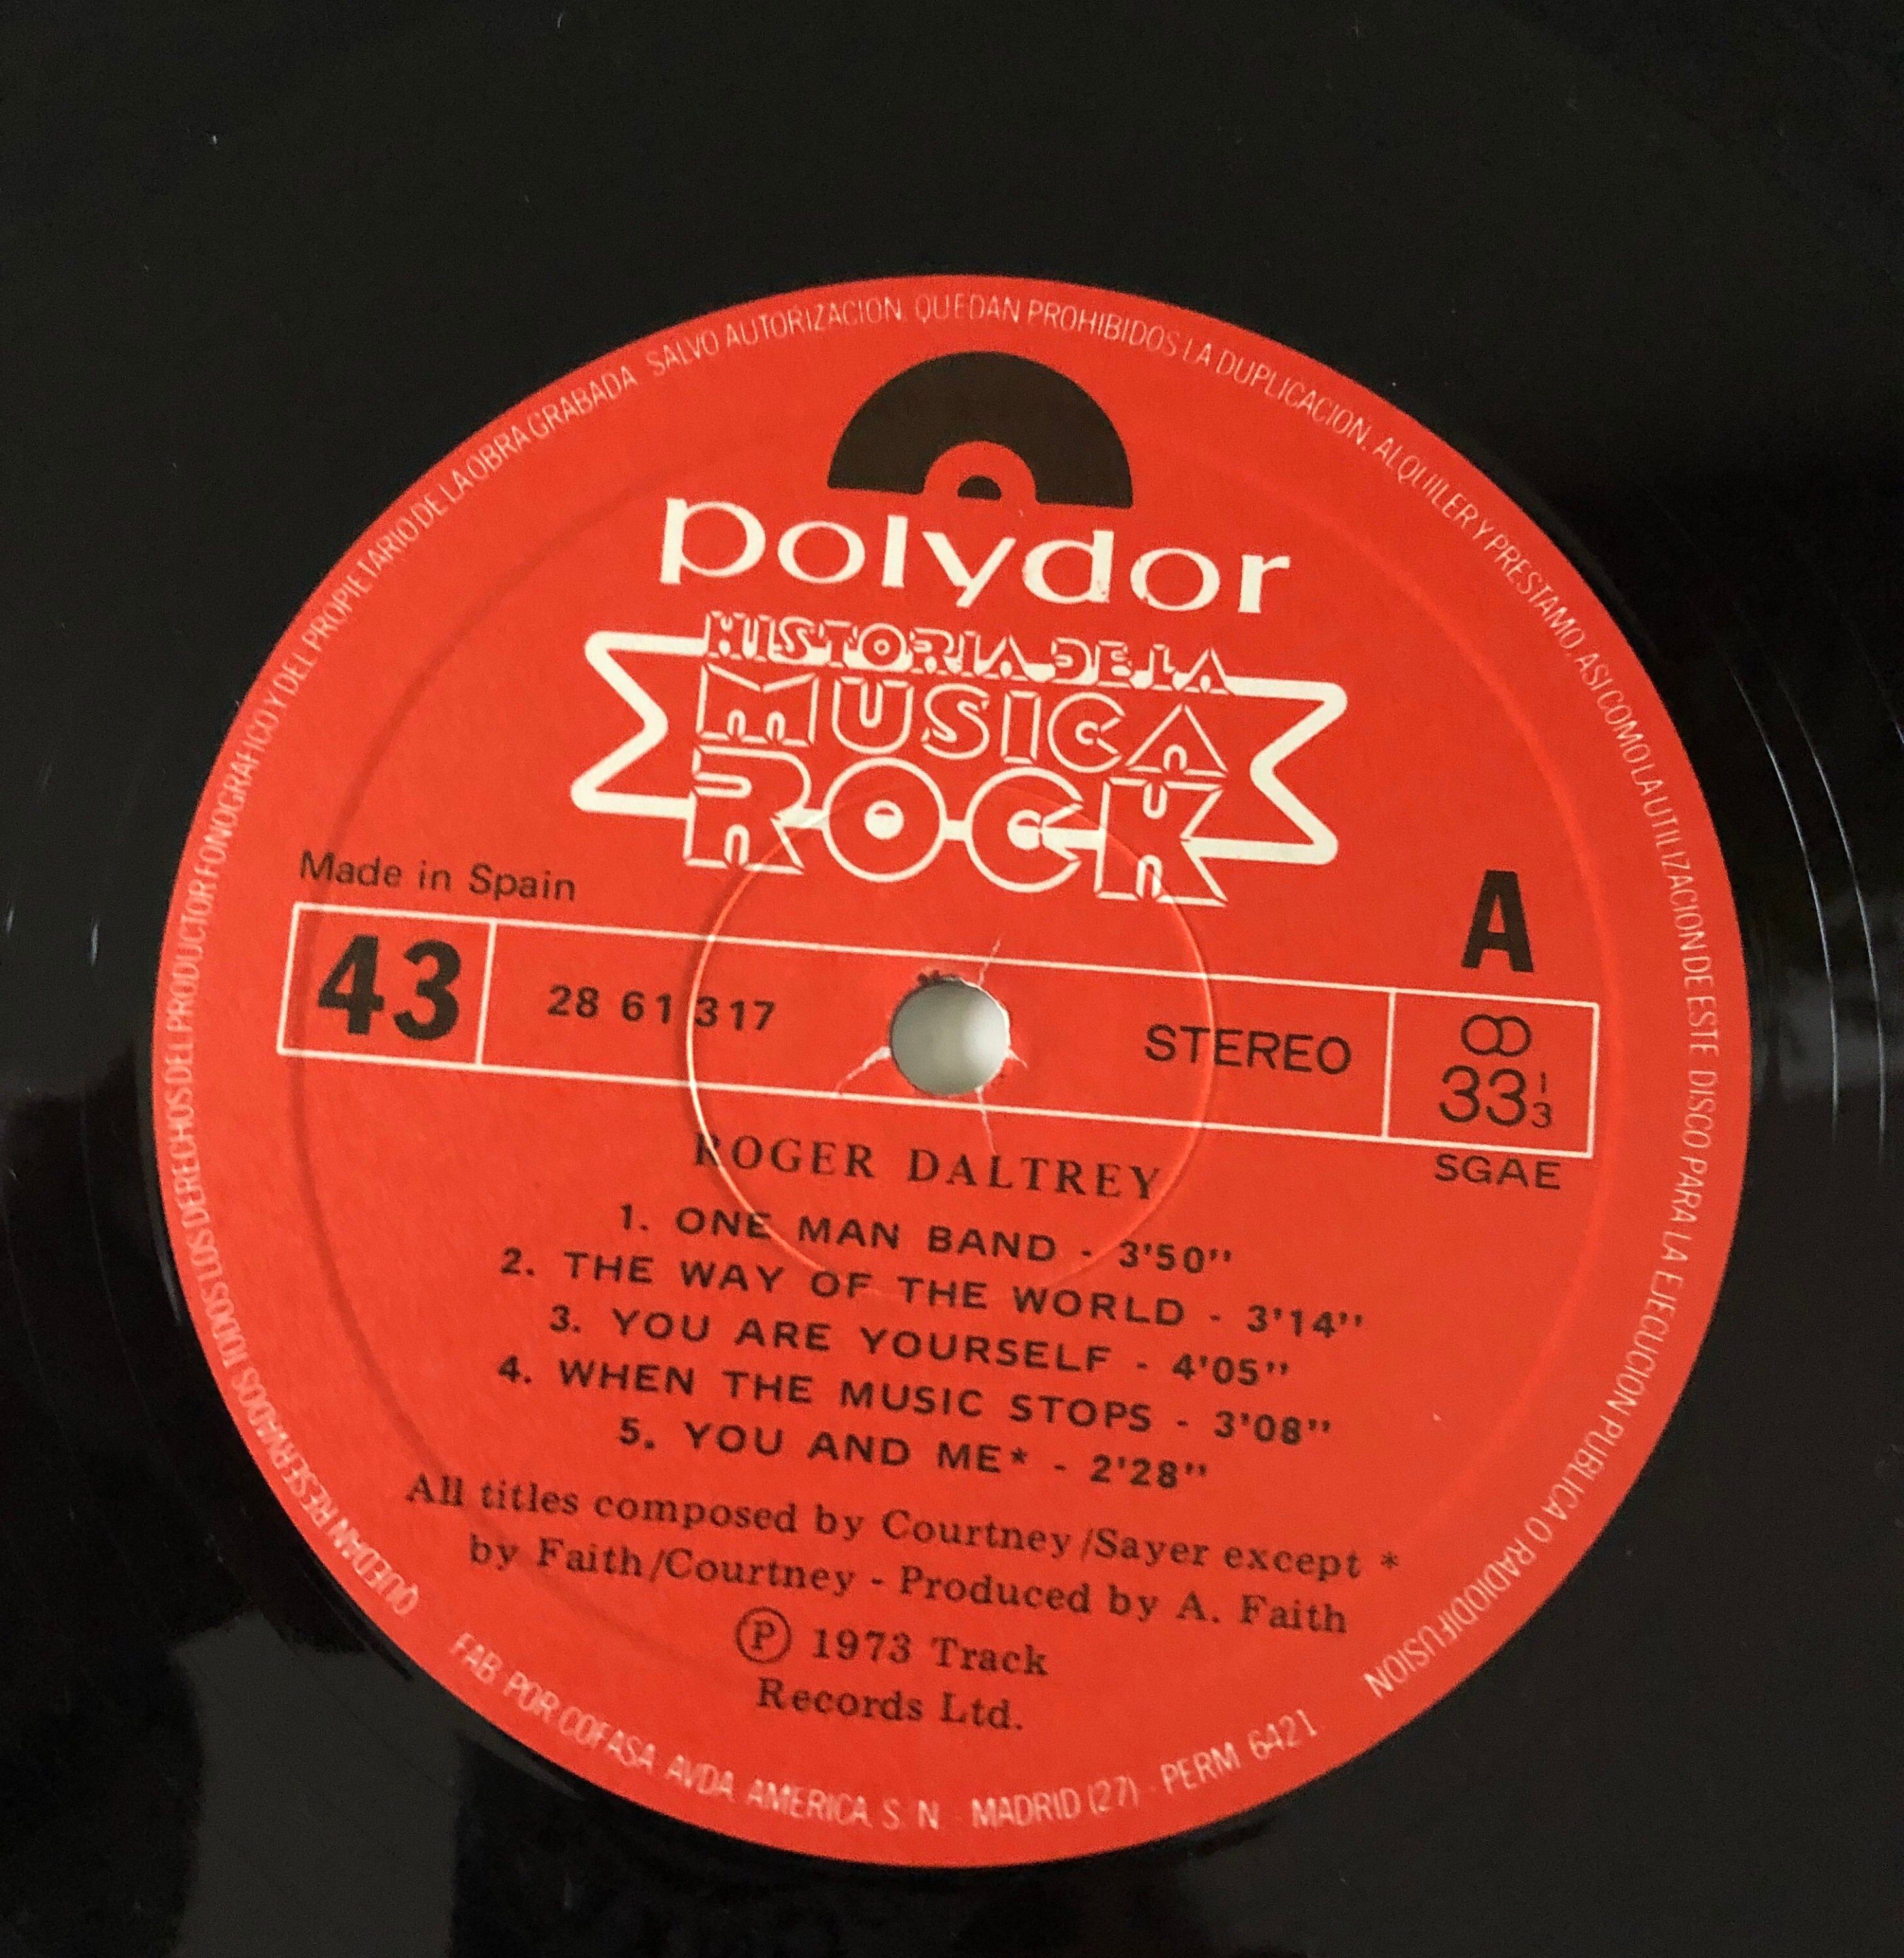 QUEDAN RESERVADOS TODOS LOS DERECHOS DEL PRODUCTOR FONOGRAFICO Y DEL PROPIETARIO DE LA OBRA GRABADA SALVO AUTORIZACION. QUEDAN PROHIBIDOS LA DUPLICACION. ALQUILER Y PRESTAMO, ASI COMO LA UTILIZACION DE ESTE DISCO PARA LA EJECUCION PUBLICA O RADIODIFUSION
polydor
HISTORIA DE LA
MUSICA
ROCK
Made in Spain
A
43
28 61 317
STEREO
33 1/3
SGAE
ROGER DALTREY
1. ONE MAN BAND - 3'50''
2. THE WAY OF THE WORLD - 3'14''
3. YOU ARE YOURSELF - 4'05''
4. WHEN THE MUSIC STOPS - 3'08''
5. YOU AND ME* - 2'28''
All titles composed by Courtney/Sayer except *
by Faith/Courtney - Produced by A. Faith
Ⓟ 1973 Track
Records Ltd.
FAB. POR COFASA. AVDA. AMERICA, S. N. - MADRID (27) - PERM 6421